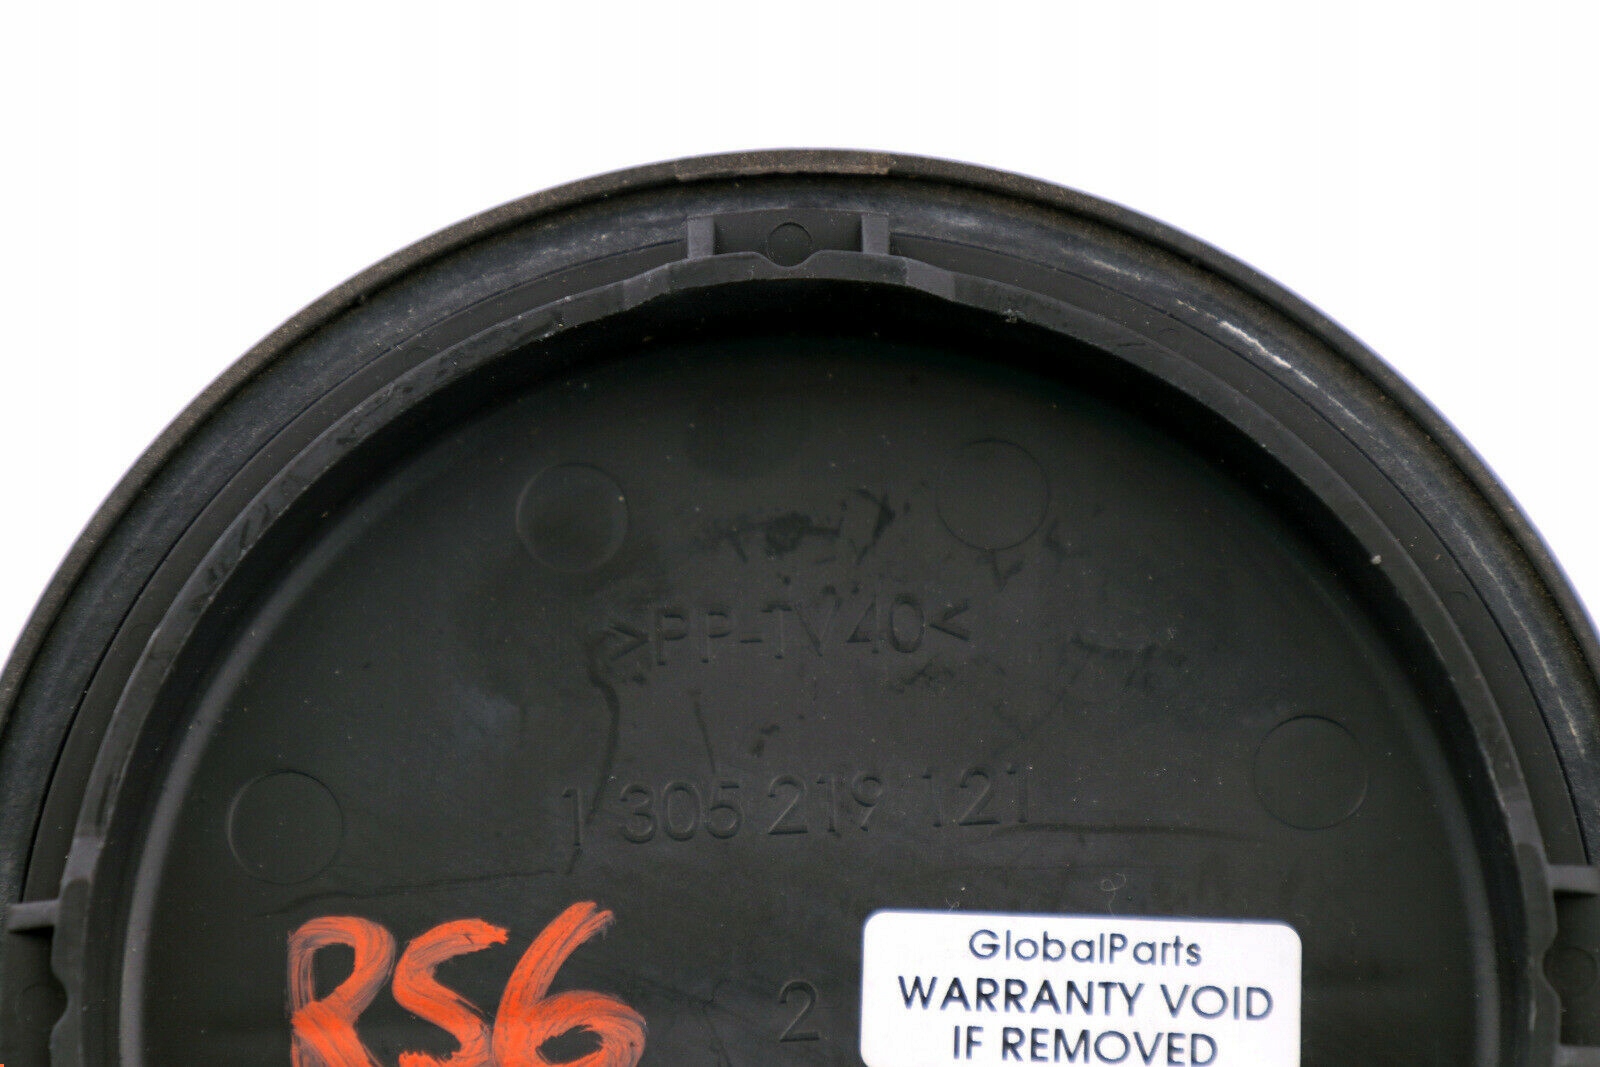 >PP-TV40<
1 305 219 121
RS6
2
GlobalParts
WARRANTY VOID
IF REMOVED